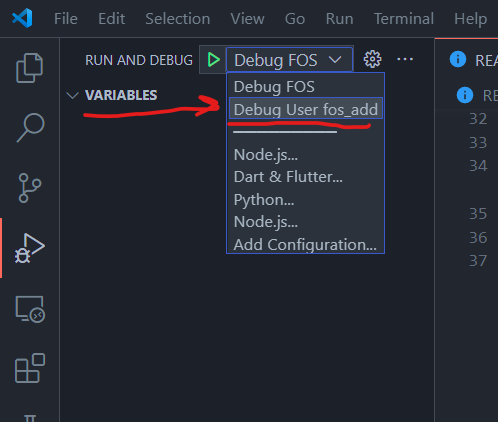 File Edit Selection View Go Run Terminal Help
RUN AND DEBUG Debug FOS ...
REA
VARIABLES
Debug FOS
RE
Debug User fos_add
32
33
34
Node.js...
Dart & Flutter...
Python...
35
Node.js...
36
Add Configuration...
37